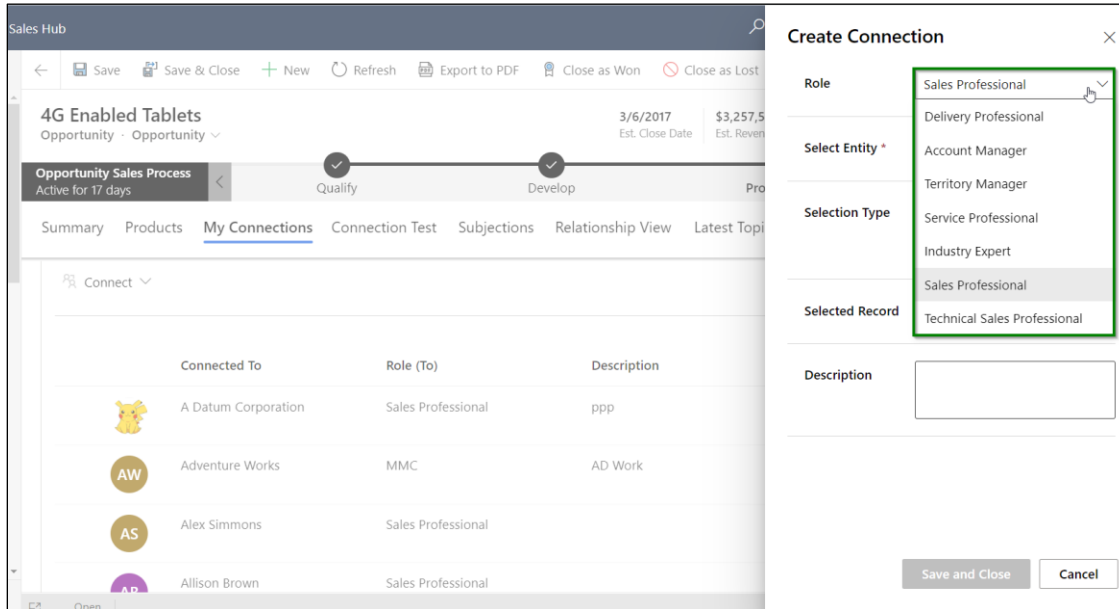 Sales Hub
Save
Save & Close
New
Refresh
Export to PDF
Close as Won
Close as Lost
4G Enabled Tablets
Opportunity · Opportunity
3/6/2017
Est. Close Date
$3,257,5
Est. Reven
Opportunity Sales Process
Active for 17 days
Qualify
Develop
Pro
Summary
Products
My Connections
Connection Test
Subjections
Relationship View
Latest Topi
Connect
Connected To
Role (To)
Description
A Datum Corporation
Sales Professional
ppp
AW
Adventure Works
MMC
AD Work
AS
Alex Simmons
Sales Professional
AB
Allison Brown
Sales Professional
Open
Create Connection
Role
Sales Professional
Delivery Professional
Account Manager
Territory Manager
Service Professional
Industry Expert
Sales Professional
Technical Sales Professional
Select Entity *
Selection Type
Selected Record
Description
Save and Close
Cancel